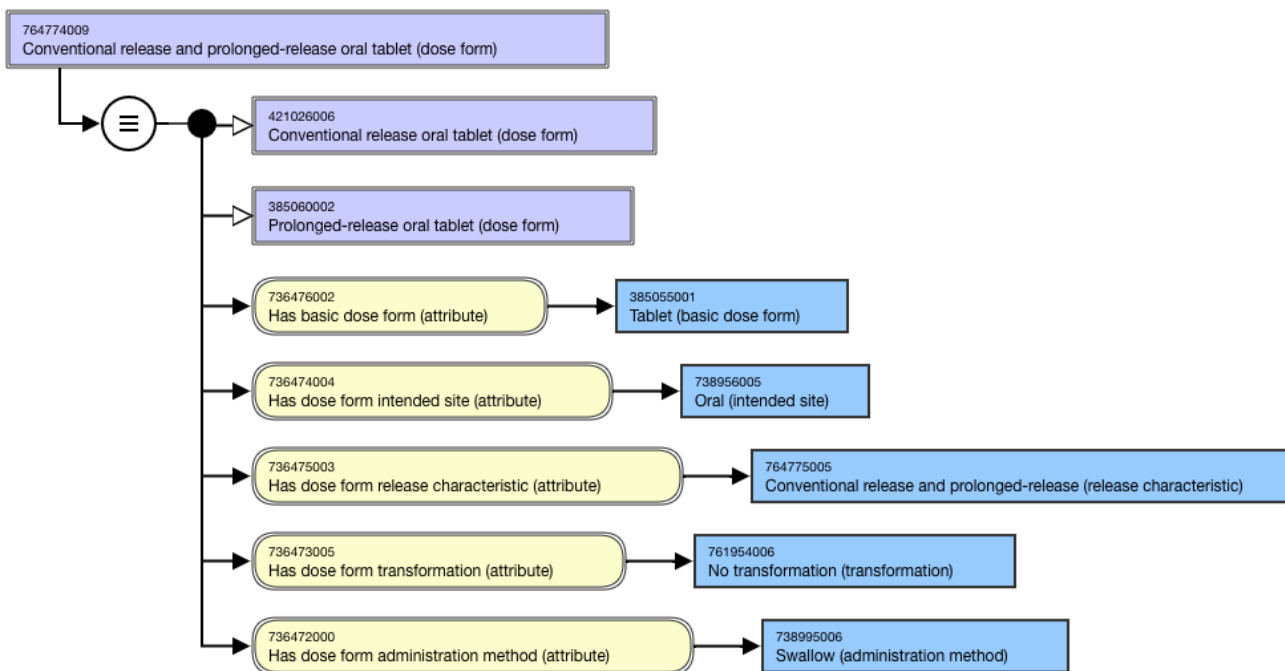 764774009
Conventional release and prolonged-release oral tablet (dose form)
421026006
Conventional release oral tablet (dose form)
385060002
Prolonged-release oral tablet (dose form)
736476002
Has basic dose form (attribute)
385055001
Tablet (basic dose form)
736474004
Has dose form intended site (attribute)
738956005
Oral (intended site)
736475003
Has dose form release characteristic (attribute)
764775005
Conventional release and prolonged-release (release characteristic)
736473005
Has dose form transformation (attribute)
761954006
No transformation (transformation)
736472000
Has dose form administration method (attribute)
738995006
Swallow (administration method)